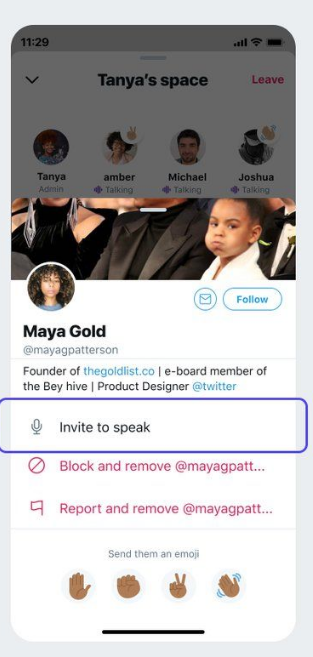 11:29
Tanya's space
Leave
Tanya
amber
Michael
Joshua
Admin
Talking
Talking
Talking
Follow
Maya Gold
@mayagpatterson
Founder of thegoldlist.co | e-board member of
the Bey hive | Product Designer @twitter
Invite to speak
Block and remove @mayagpatt...
Report and remove @mayagpatt...
Send them an emoji